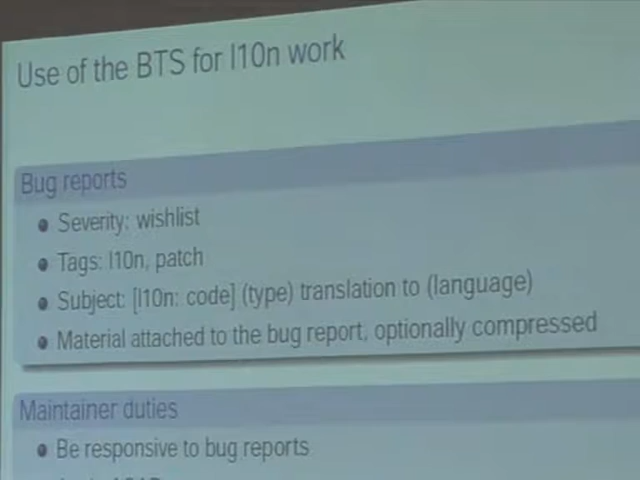 Use of the BTS for l10n work
Bug reports
Severity: wishlist
Tags: l10n, patch
Subject: [l10n: code] (type) translation to (language)
Material attached to the bug report, optionally compressed
Maintainer duties
Be responsive to bug reports